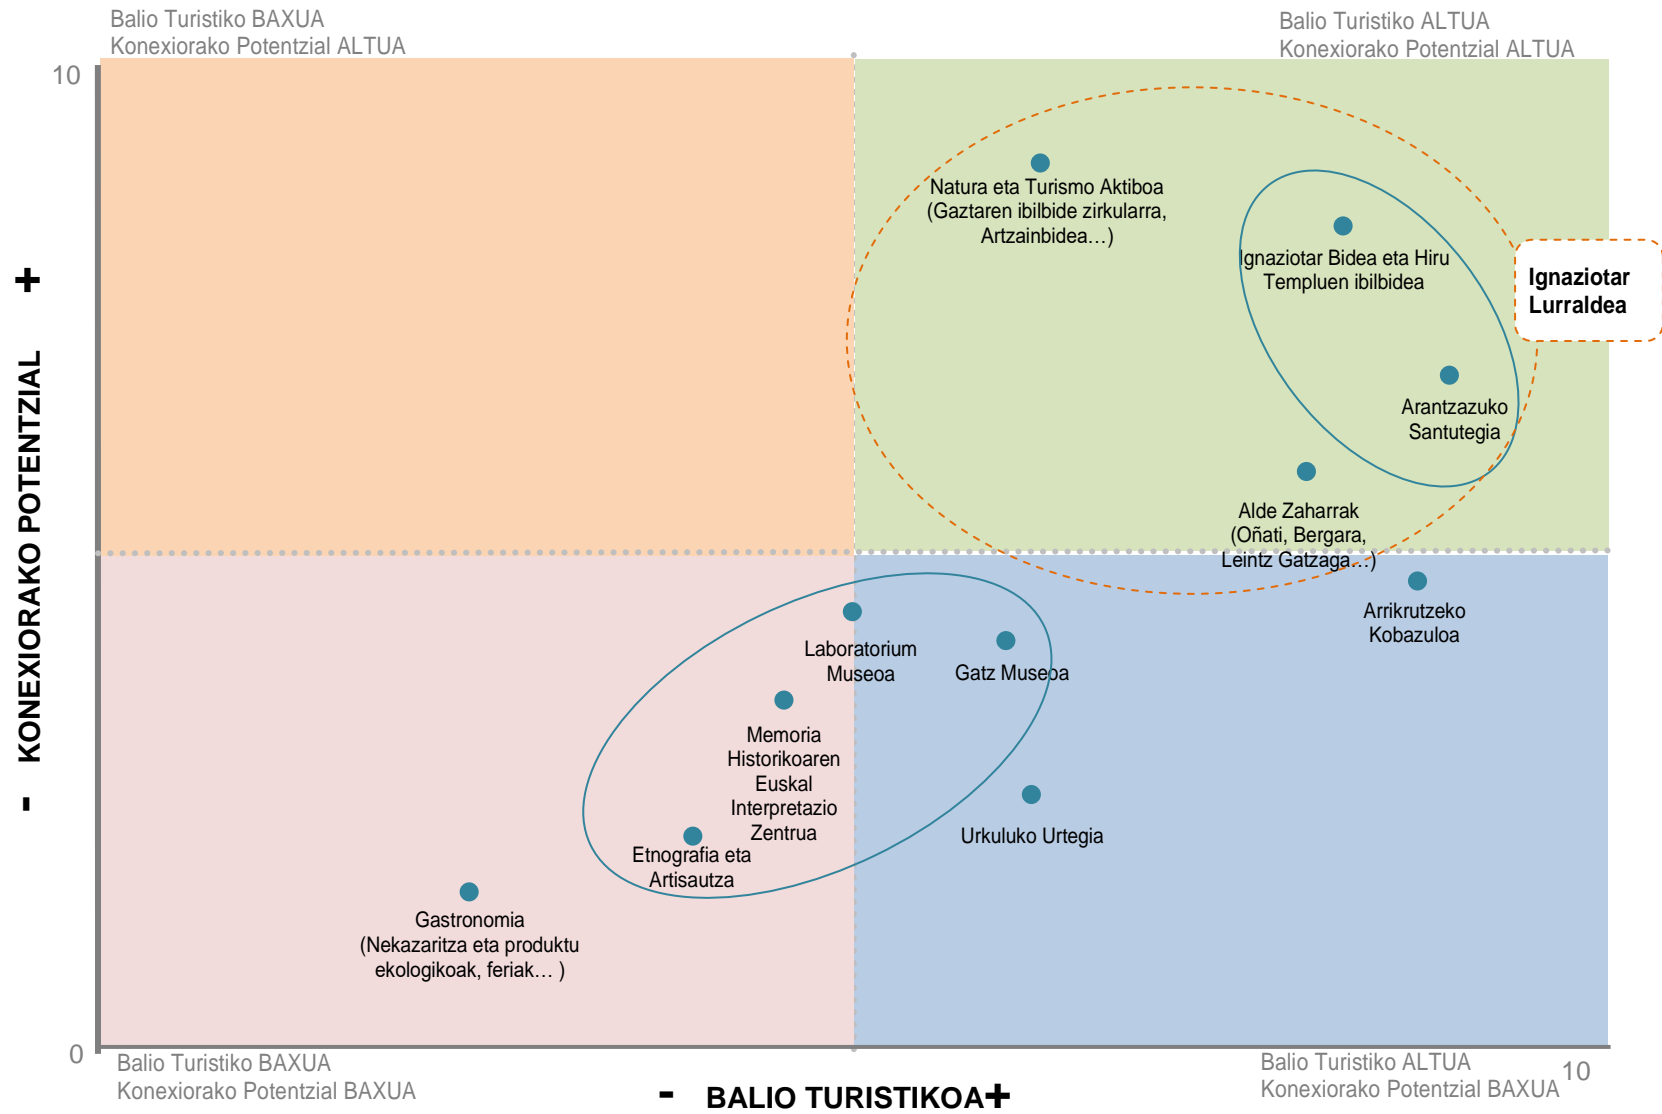 Balio Turistiko BAXUA
Konexiorako Potentzial ALTUA
Balio Turistiko ALTUA
Konexiorako Potentzial ALTUA
10
Natura eta Turismo Aktiboa
(Gaztaren ibilbide zirkularra,
Artzainbidea…)
Ignaziotar Bidea eta Hiru
Templuen ibilbidea
Ignaziotar
Lurraldea
Arantzazuko
Santutegia
Alde Zaharrak
(Oñati, Bergara,
Leintz Gatzaga…)
Arrikrutzeko
Kobazuloa
Laboratorium
Museoa
Gatz Museoa
Memoria
Historikoaren
Euskal
Interpretazio
Zentrua
Urkuluko Urtegia
Etnografia eta
Artisautza
Gastronomia
(Nekazaritza eta produktu
ekologikoak, feriak… )
- KONEXIORAKO POTENTZIAL +
0
Balio Turistiko BAXUA
Konexiorako Potentzial BAXUA
- BALIO TURISTIKOA+
Balio Turistiko ALTUA
Konexiorako Potentzial BAXUA
10